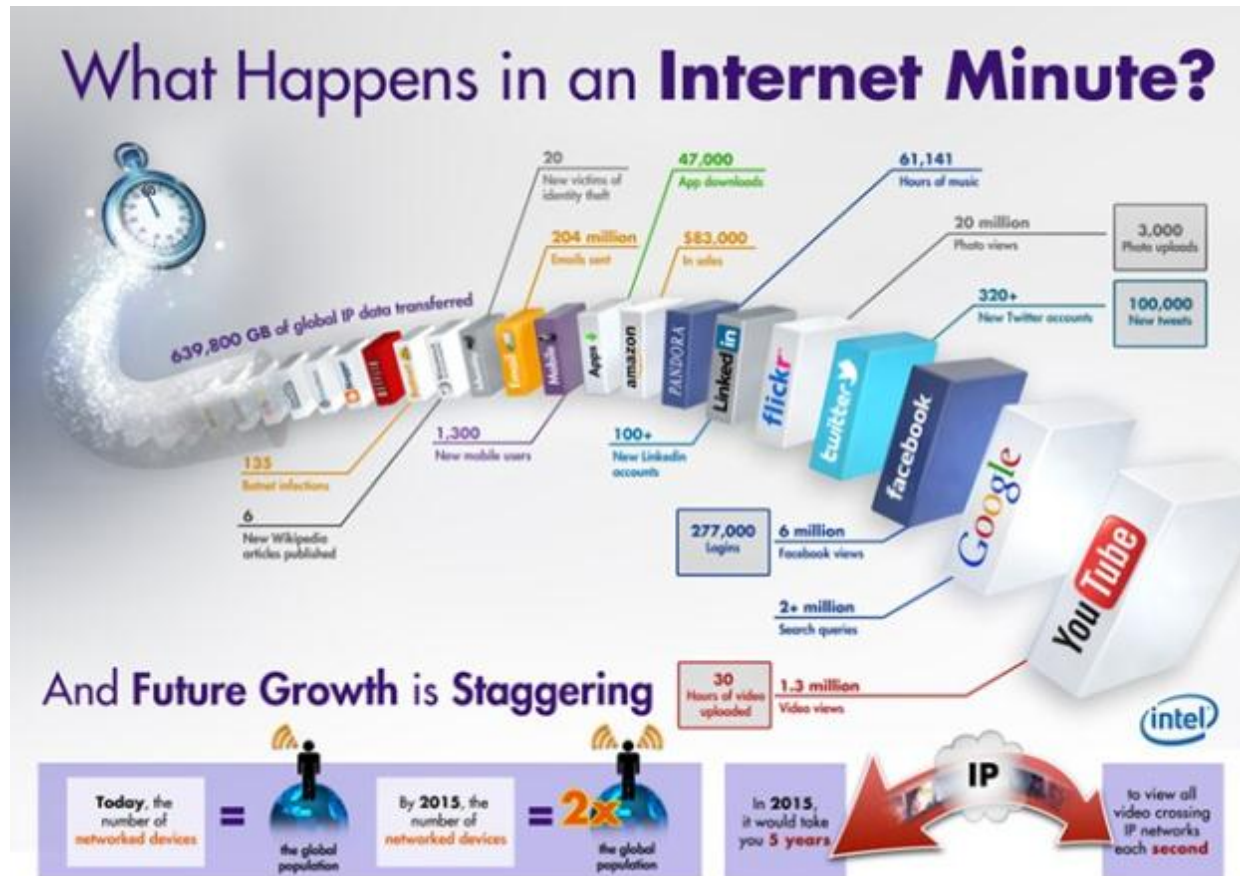 What Happens in an Internet Minute?
20
New victims of
identity theft
47,000
App downloads
61,141
Hours of music
20 million
Photo views
3,000
Photo uploads
204 million
Emails sent
$83,000
In sales
320+
New Twitter accounts
100,000
New tweets
639,800 GB of global IP data transferred
NETFLIX
Email
Mobile
Apps
amazon
PANDORA
Linked in
flickr
twitter
facebook
Google
YouTube
135
Botnet infections
6
New Wikipedia
articles published
1,300
New mobile users
100+
New Linkedin
accounts
277,000
Logins
6 million
Facebook views
2+ million
Search queries
30
Hours of video
uploaded
1.3 million
Video views
And Future Growth is Staggering
intel
Today, the
number of
networked devices
=
the global
population
By 2015, the
number of
networked devices
=
2x
the global
population
In 2015,
it would take
you 5 years
IP
to view all
video crossing
IP networks
each second